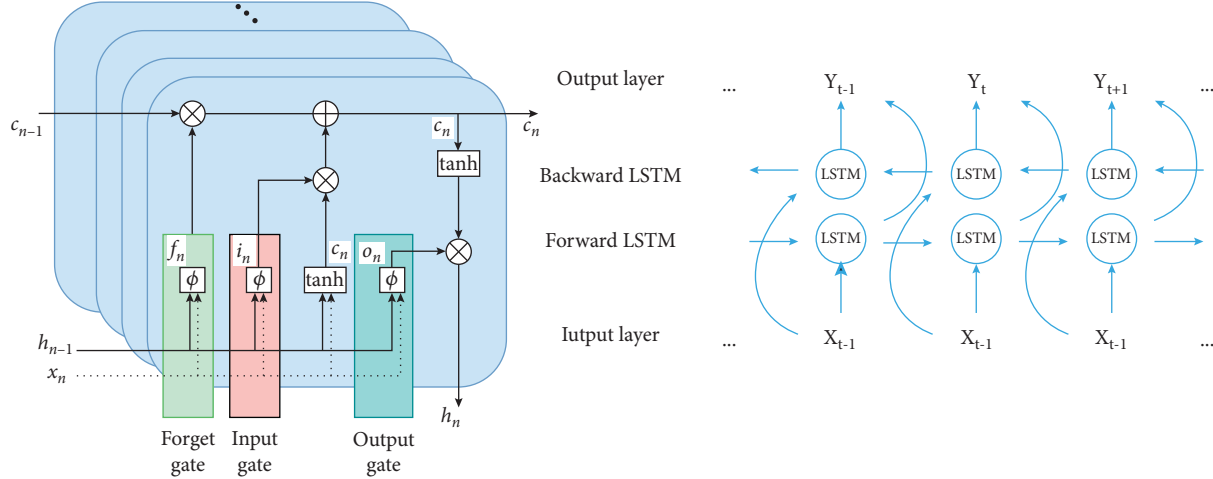 c_{n–1}
c_n
c_n
tanh
f_n
i_n
c_n
o_n
ϕ
ϕ
tanh
ϕ
h_{n–1}
x_n
h_n
Forget
gate
Input
gate
Output
gate
Output layer
...
Y_{t-1}
Y_t
Y_{t+1}
...
Backward LSTM
LSTM
LSTM
LSTM
Forward LSTM
LSTM
LSTM
LSTM
Iutput layer
...
X_{t-1}
X_{t-1}
X_{t-1}
...